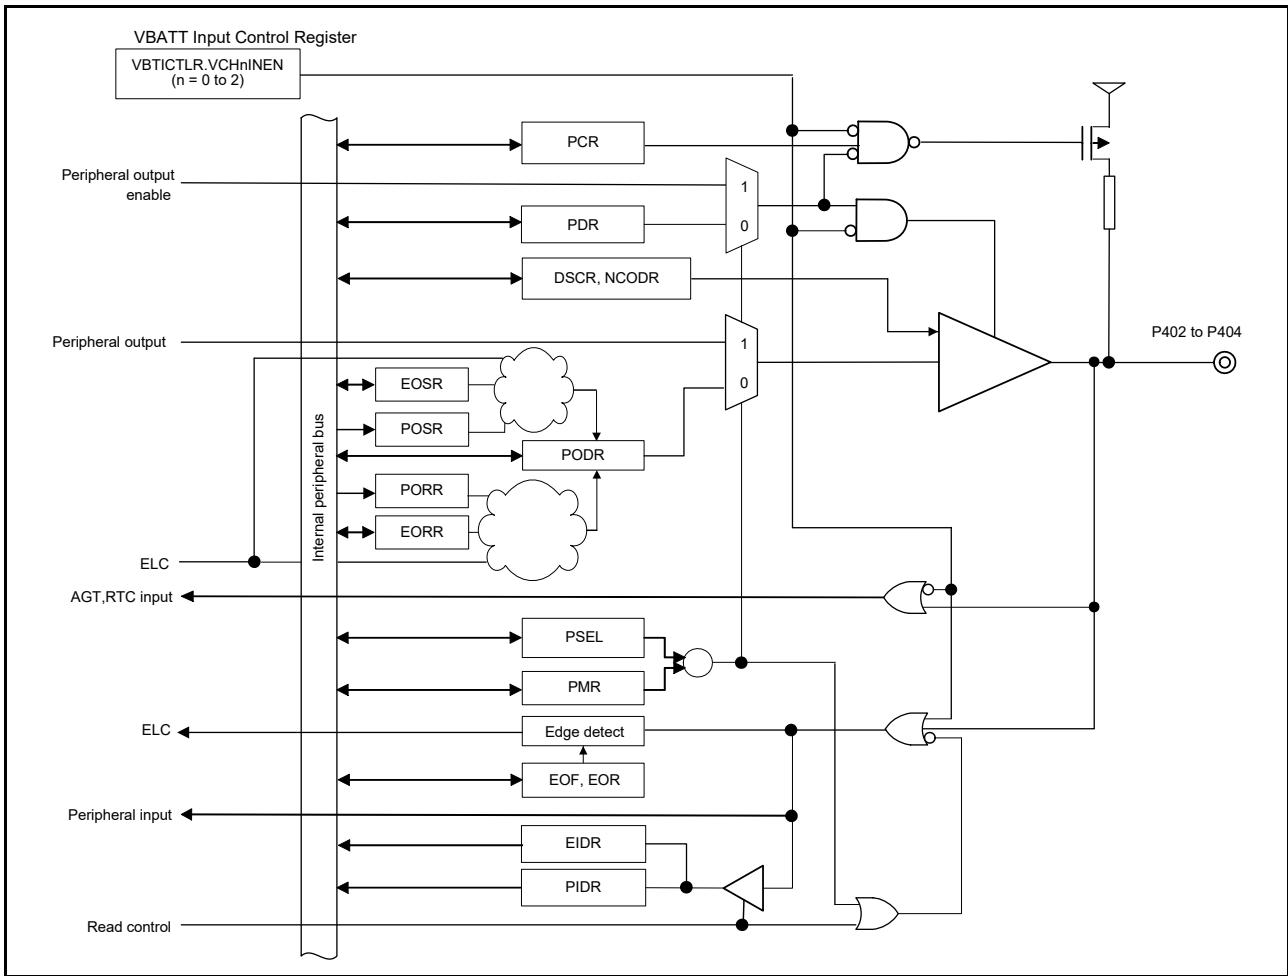 VBATT Input Control Register
VBTICTLR.VCHnINEN
(n = 0 to 2)
PCR
Peripheral output
enable
1
0
PDR
DSCR, NCODR
Peripheral output
1
0
P402 to P404
EOSR
POSR
PODR
PORR
EORR
Internal peripheral bus
ELC
AGT,RTC input
PSEL
PMR
ELC
Edge detect
EOF, EOR
Peripheral input
EIDR
PIDR
Read control